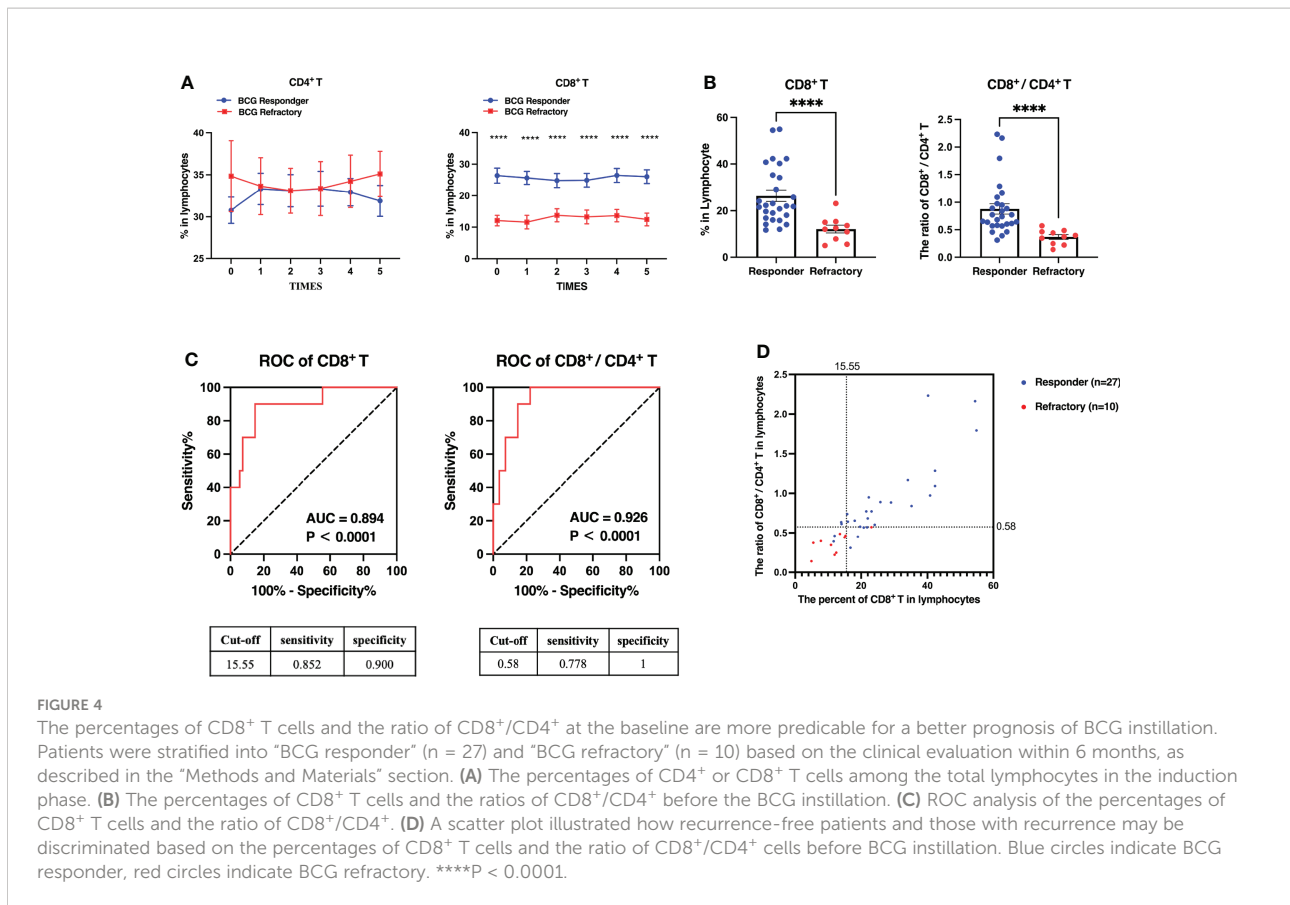 A
CD4+ T
BCG Respondger
BCG Refractory
% in lymphocytes
40
35
30
25
0 1 2 3 4 5
TIMES
CD8+ T
BCG Responder
BCG Refractory
% in lymphocytes
40
30
20
10
0
**** **** **** **** **** ****
0 1 2 3 4 5
TIMES
B
CD8+ T
****
% in Lymphocyte
60
40
20
0
Responder Refractory
CD8+ / CD4+ T
****
The ratio of CD8+ / CD4+ T
2.5
2.0
1.5
1.0
0.5
0.0
Responder Refractory
C
ROC of CD8+ T
Sensitivity%
100
80
60
40
20
0
AUC = 0.894
P < 0.0001
0 20 40 60 80 100
100% - Specificity%
Cut-off sensitivity specificity
15.55 0.852 0.900
ROC of CD8+ / CD4+ T
Sensitivity%
100
80
60
40
20
0
AUC = 0.926
P < 0.0001
0 20 40 60 80 100
100% - Specificity%
Cut-off sensitivity specificity
0.58 0.778 1
D
15.55
The ratio of CD8+ / CD4+ T in lymphocytes
2.5
2.0
1.5
1.0
0.5
0.0
0.58
0 20 40 60
The percent of CD8+ T in lymphocytes
Responder (n=27)
Refractory (n=10)
FIGURE 4
The percentages of CD8+ T cells and the ratio of CD8+/CD4+ at the baseline are more predicable for a better prognosis of BCG instillation.
Patients were stratified into "BCG responder" (n = 27) and "BCG refractory" (n = 10) based on the clinical evaluation within 6 months, as
described in the "Methods and Materials" section. (A) The percentages of CD4+ or CD8+ T cells among the total lymphocytes in the induction
phase. (B) The percentages of CD8+ T cells and the ratios of CD8+/CD4+ before the BCG instillation. (C) ROC analysis of the percentages of
CD8+ T cells and the ratio of CD8+/CD4+. (D) A scatter plot illustrated how recurrence-free patients and those with recurrence may be
discriminated based on the percentages of CD8+ T cells and the ratio of CD8+/CD4+ cells before BCG instillation. Blue circles indicate BCG
responder, red circles indicate BCG refractory. ****P < 0.0001.